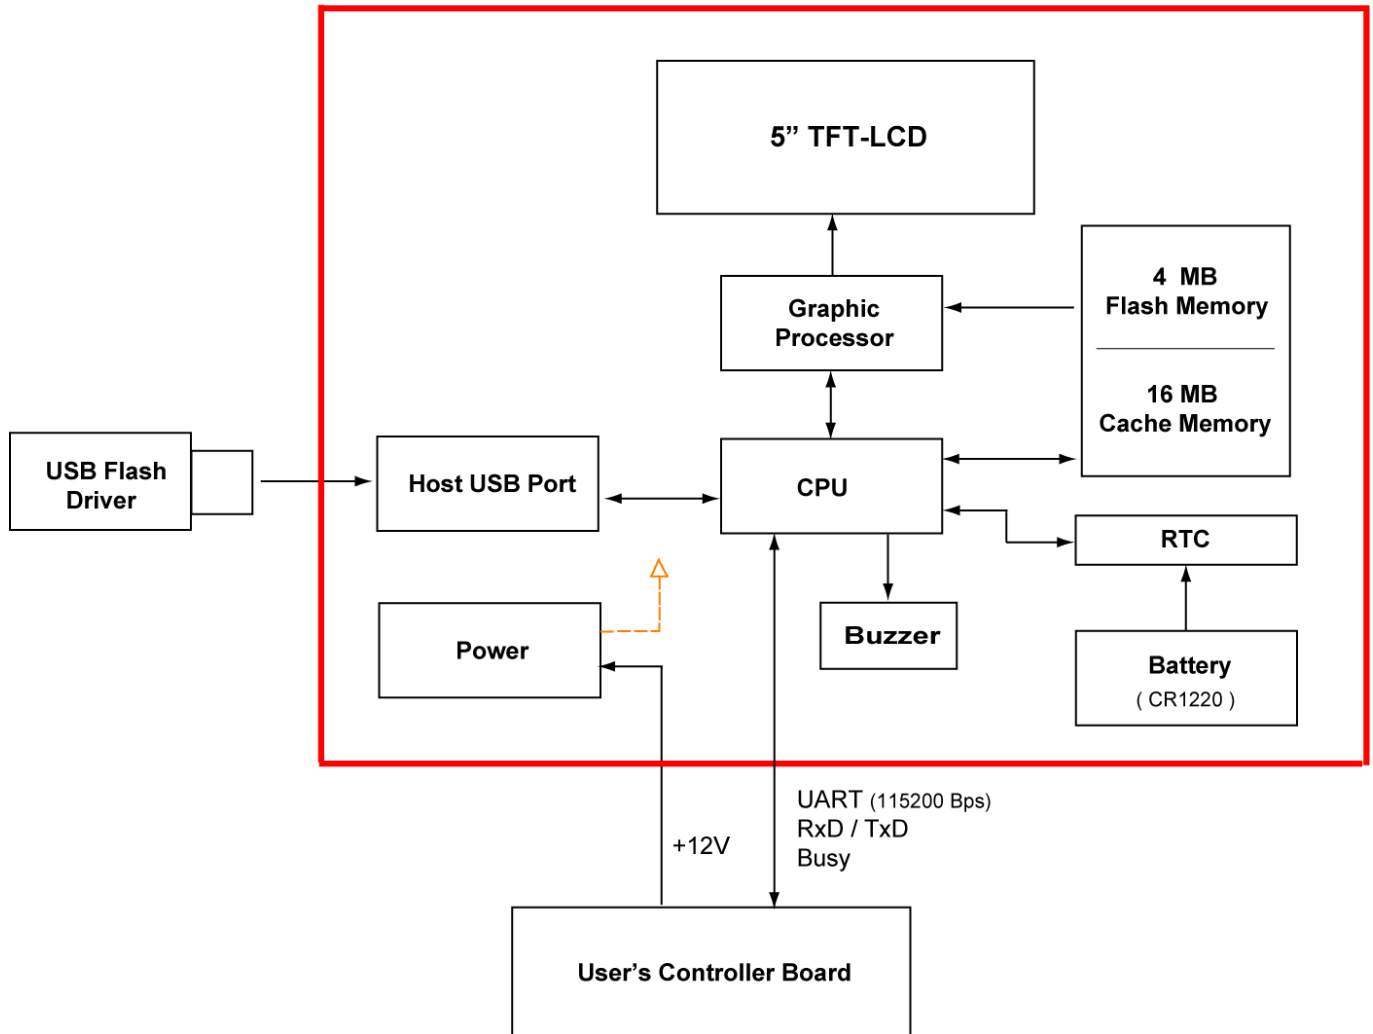 5” TFT-LCD
4 MB
Flash Memory
Graphic
Processor
16 MB
Cache Memory
USB Flash
Driver
Host USB Port
CPU
RTC
Power
Buzzer
Battery
( CR1220 )
UART (115200 Bps)
RxD / TxD
Busy
+12V
User’s Controller Board